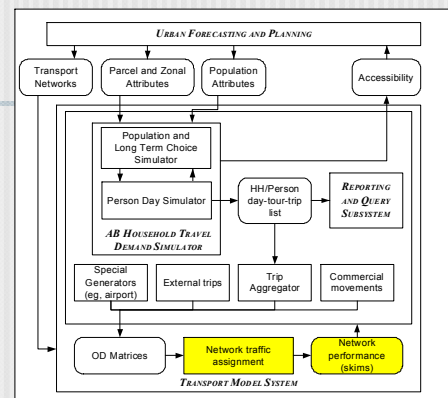 URBAN FORECASTING AND PLANNING
Transport
Networks
Parcel and Zonal
Attributes
Population
Attributes
Accessibility
Population and
Long Term Choice
Simulator
Person Day Simulator
AB HOUSEHOLD TRAVEL
DEMAND SIMULATOR
HH/Person
day-tour-trip
list
REPORTING
AND QUERY
SUBSYSTEM
Special
Generators
(eg, airport)
External trips
Trip
Aggregator
Commercial
movements
OD Matrices
Network traffic
assignment
Network
performance
(skims)
TRANSPORT MODEL SYSTEM